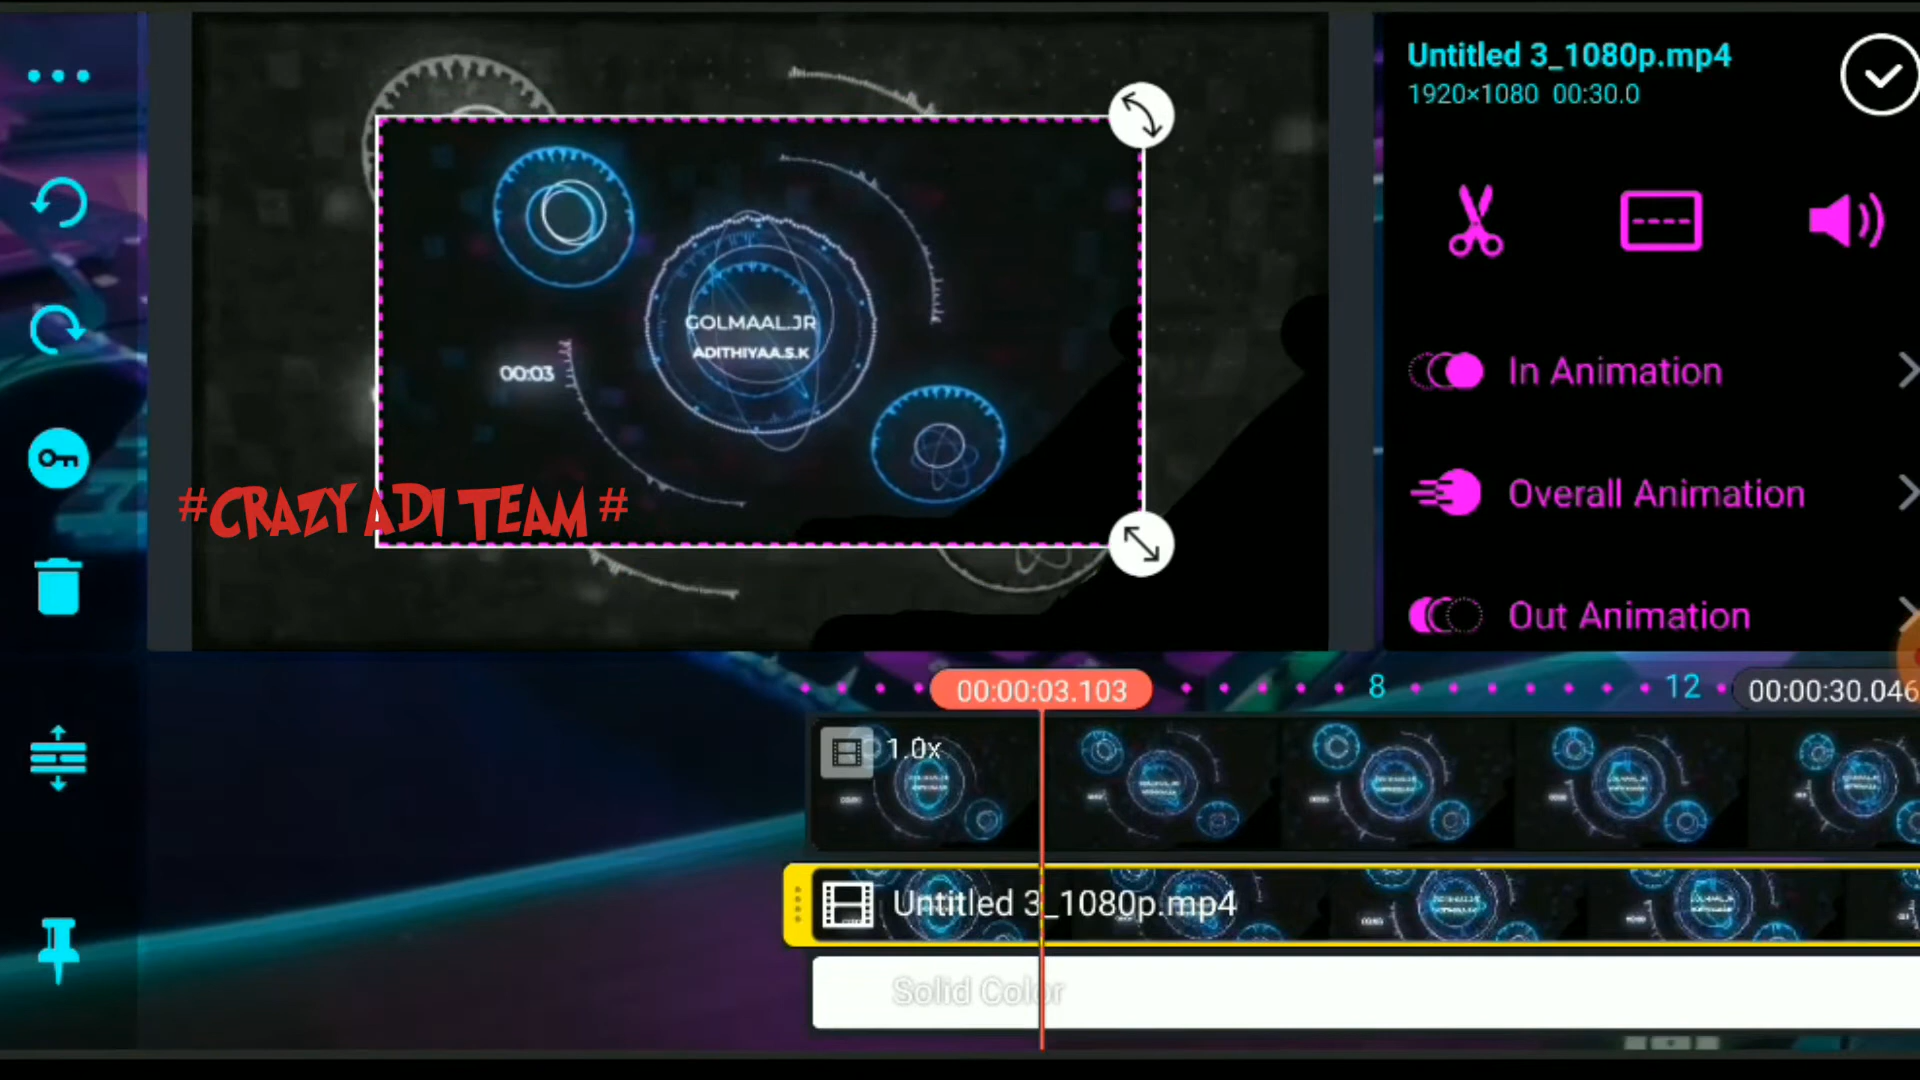 Untitled 3_1080p.mp4
1920×1080 00:30.0
GOLMAAL.JR
ADITHIYAA.S.K
00:03
#CRAZY ADI TEAM #
In Animation
Overall Animation
Out Animation
00:00:03.103
8
12
00:00:30.046
1.0x
Untitled 3_1080p.mp4
Solid Color